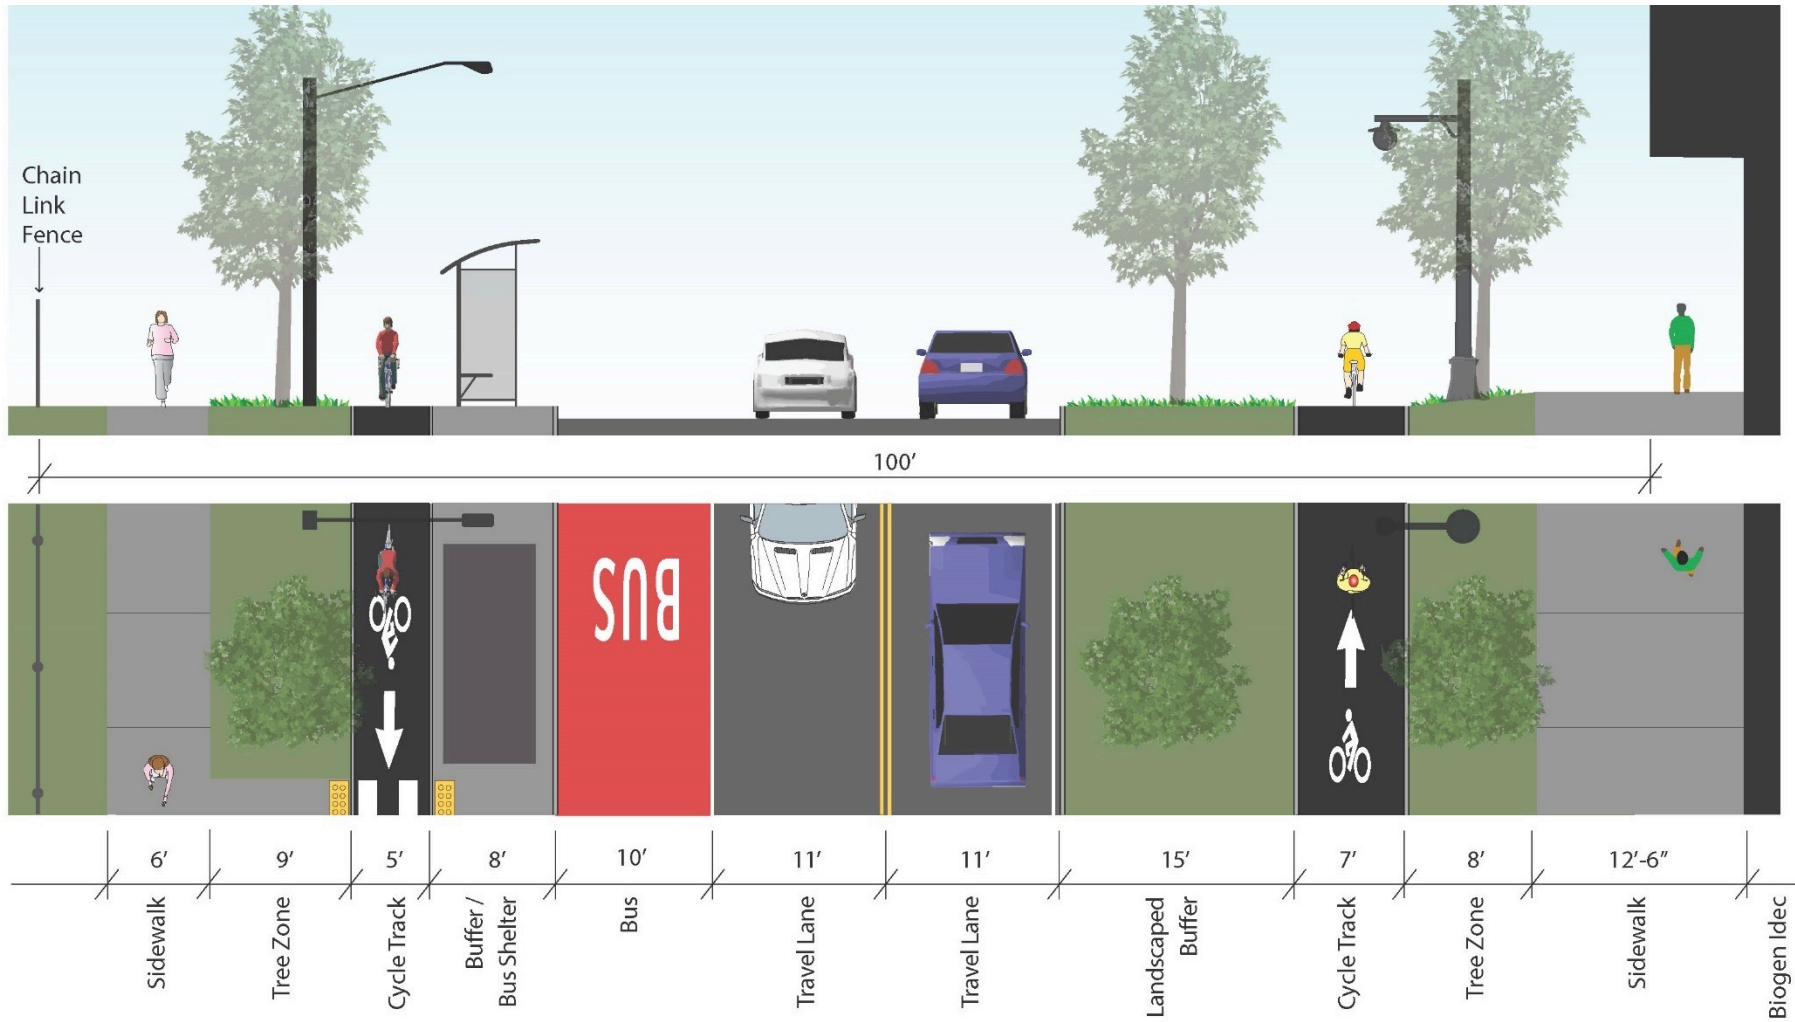 Chain
Link
Fence
100’
BUS
6’
9’
5’
8’
10’
11’
11’
15’
7’
8’
12’-6”
Sidewalk
Tree Zone
Cycle Track
Buffer /
Bus Shelter
Bus
Travel Lane
Travel Lane
Landscaped
Buffer
Cycle Track
Tree Zone
Sidewalk
Biogen Idec